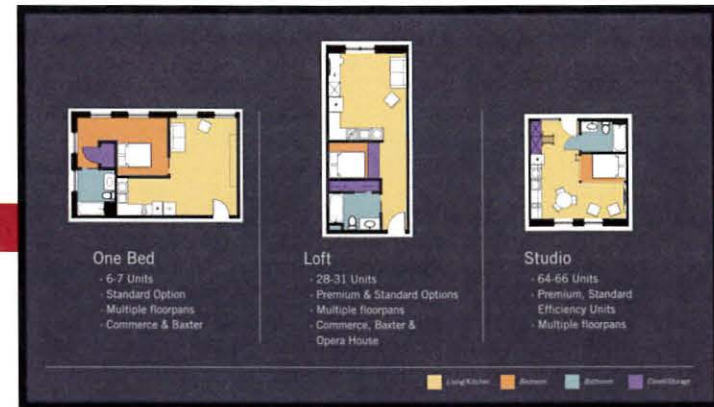 One Bed
- 6-7 Units
- Standard Option
- Multiple floorpans
- Commerce & Baxter
Loft
- 28-31 Units
- Premium & Standard Options
- Multiple floorpans
- Commerce, Baxter &
Opera House
Studio
- 64-66 Units
- Premium, Standard
Efficiency Units
- Multiple floorpans
Living/Kitchen
Bedroom
Bathroom
Closet/Storage